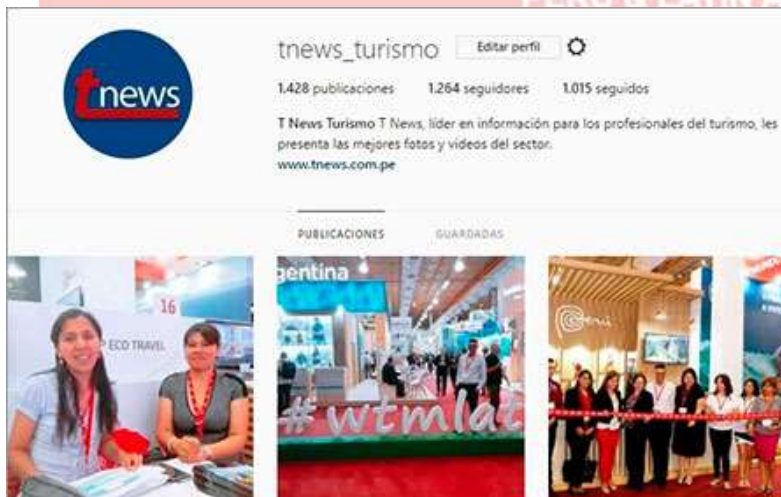 tnews
tnews_turismo Editar perfil
1.428 publicaciones 1.264 seguidores 1.015 seguidos
T News Turismo T News, líder en información para los profesionales del turismo, les
presenta las mejores fotos y videos del sector.
www.tnews.com.pe
PUBLICACIONES GUARDADAS
16
ECO TRAVEL
gentina
#wtmlat
Perú